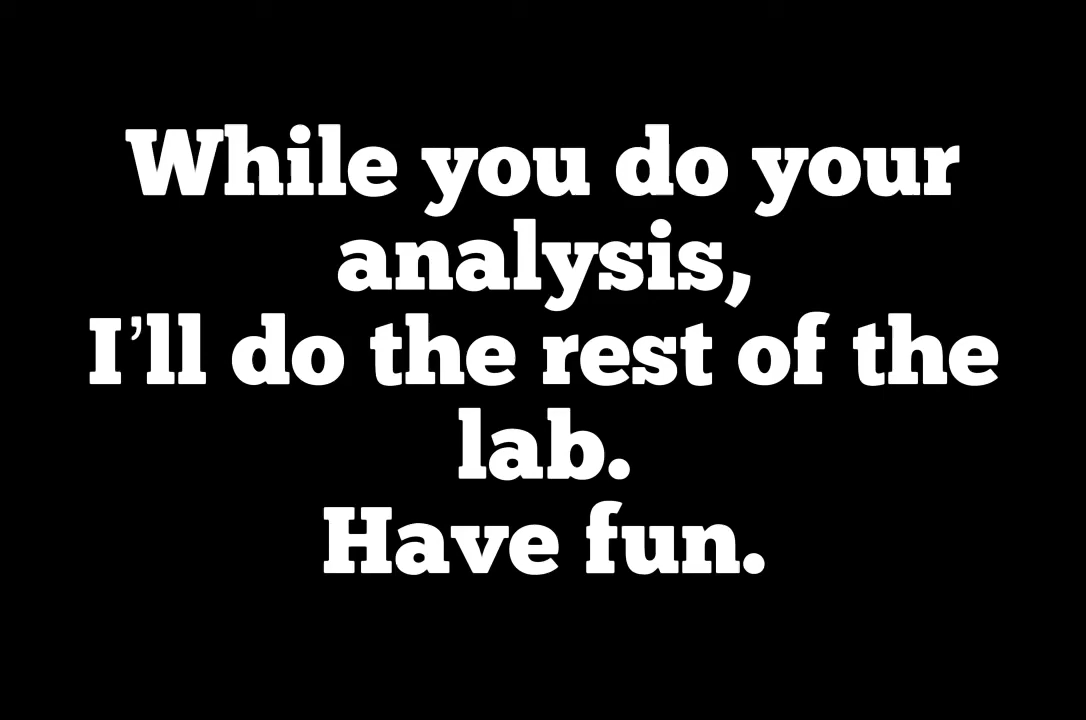 While you do your
analysis,
I’ll do the rest of the
lab.
Have fun.